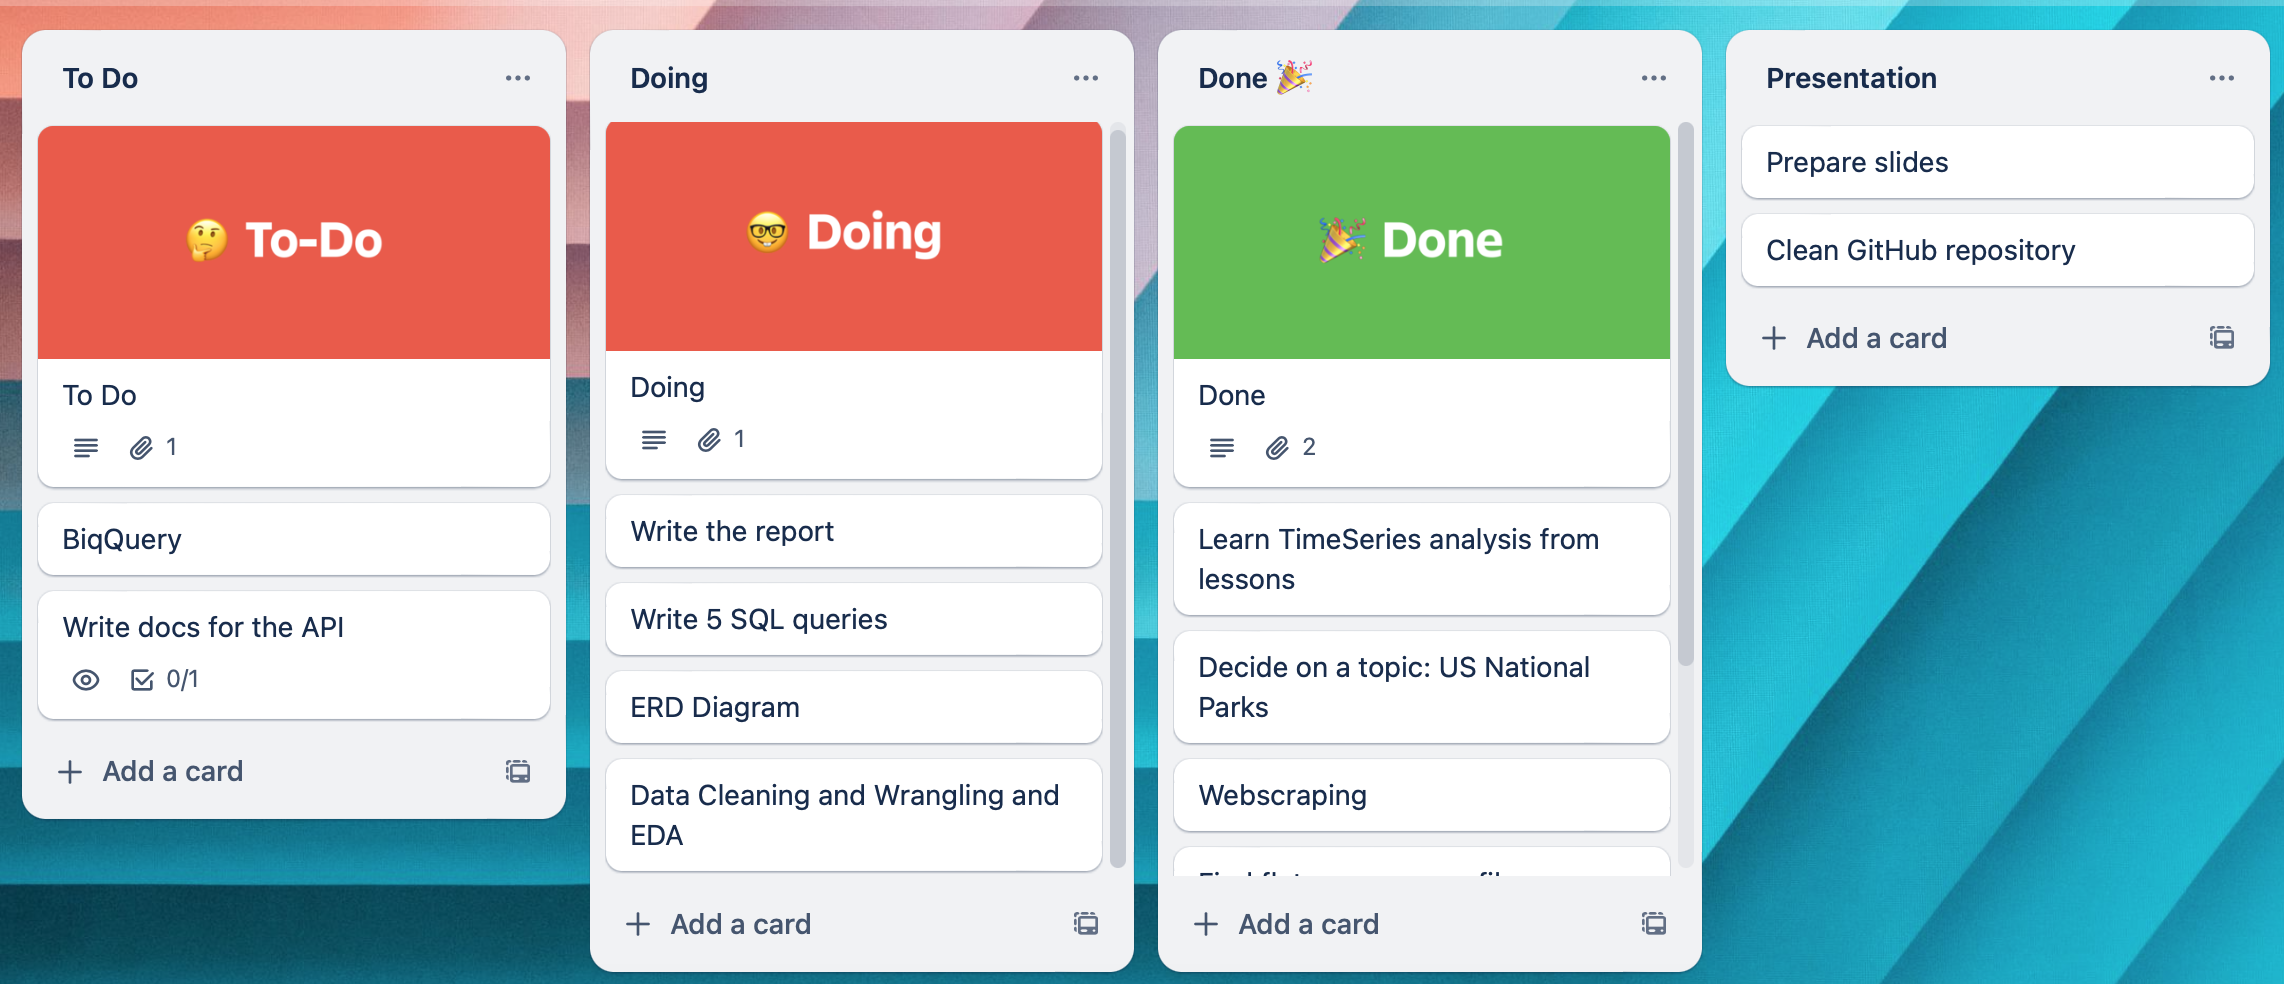 To Do
🤔 To-Do
To Do
1
BiqQuery
Write docs for the API
0/1
+ Add a card
Doing
🤓 Doing
Doing
1
Write the report
Write 5 SQL queries
ERD Diagram
Data Cleaning and Wrangling and
EDA
+ Add a card
Done 🎉
🎉 Done
Done
2
Learn TimeSeries analysis from
lessons
Decide on a topic: US National
Parks
Webscraping
+ Add a card
Presentation
Prepare slides
Clean GitHub repository
+ Add a card